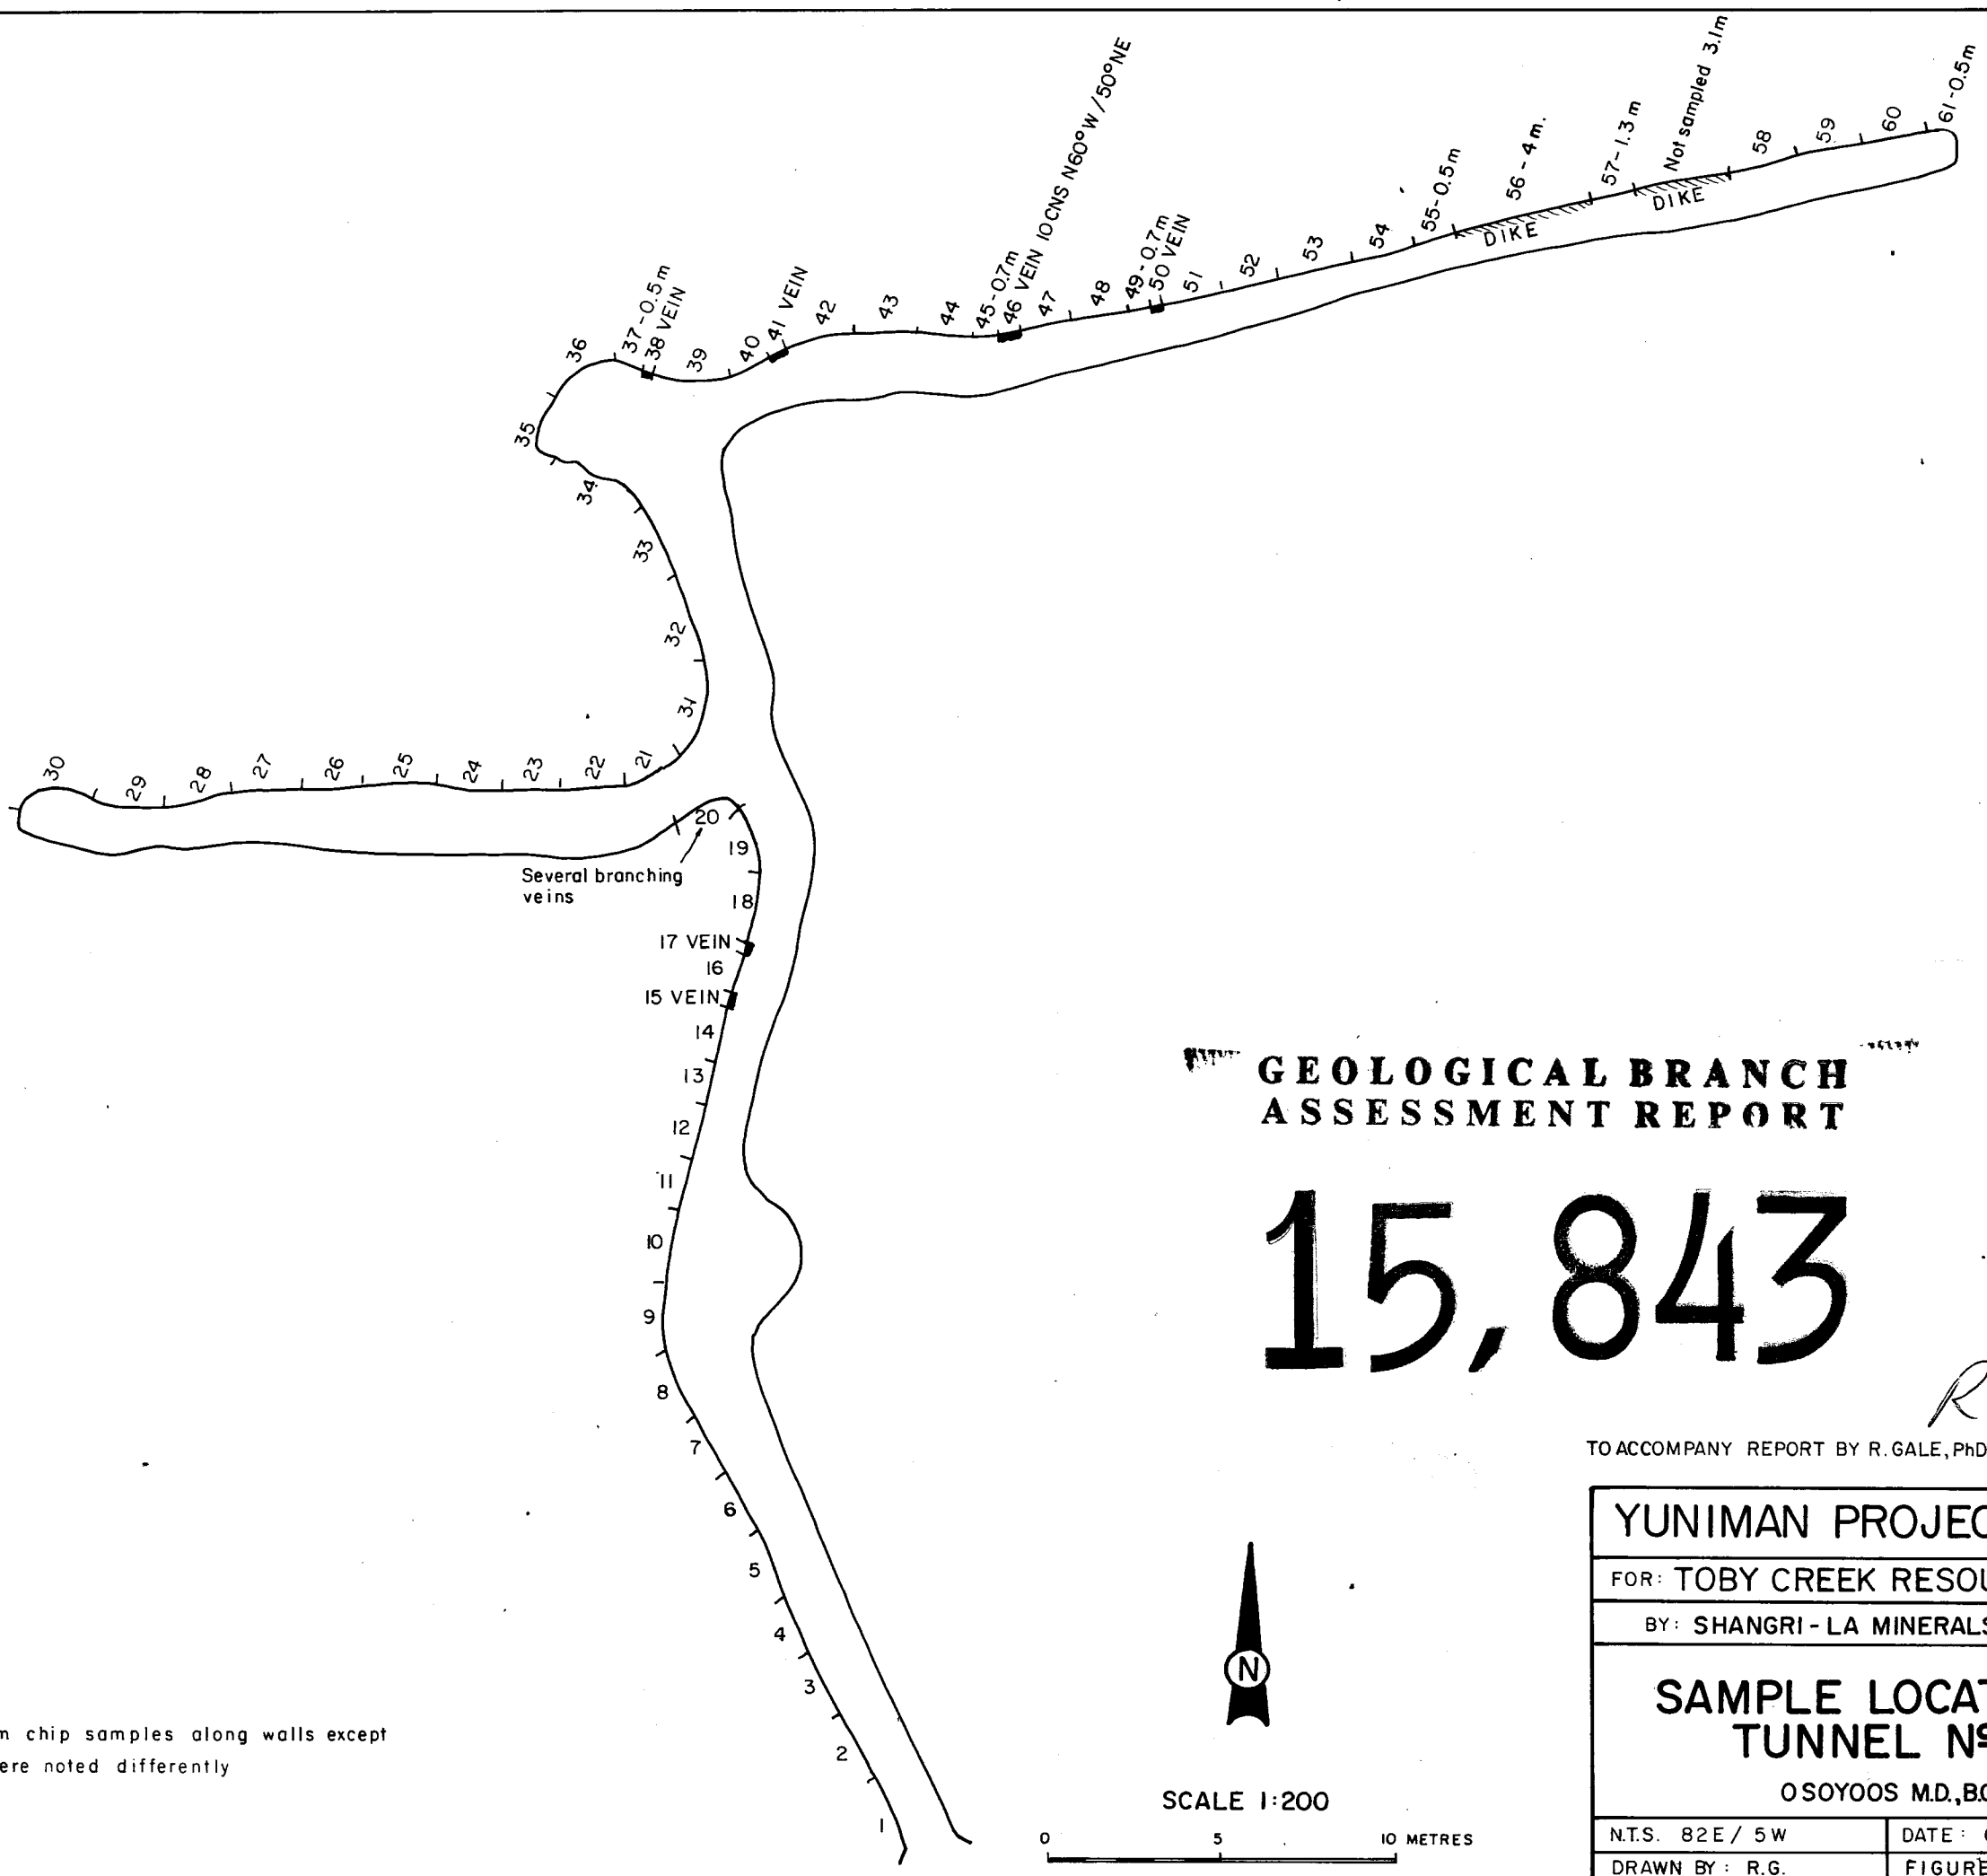 61-0.5m
60
59
58
Not sampled 3.1m
DIKE
57-1.3m
56-4m.
DIKE
55-0.5m
54
53
52
51
50 VEIN
49-0.7m
48
47
46 VEIN 10CNS N60°W/50°NE
45-0.7m
44
43
42
41 VEIN
40
39
38 VEIN
37-0.5m
36
35
34
33
32
31
30
29
28
27
26
25
24
23
22
21
20
Several branching
veins
19
18
17 VEIN
16
15 VEIN
14
13
12
11
10
9
8
7
6
5
4
3
2
1
GEOLOGICAL BRANCH
ASSESSMENT REPORT
15,843
TO ACCOMPANY REPORT BY R. GALE, PhD
YUNIMAN PROJEC
FOR: TOBY CREEK RESOU
BY: SHANGRI-LA MINERALS
SAMPLE LOCAT
TUNNEL Nº
OSOYOOS M.D., B.C
N.T.S. 82E/5W
DATE:
DRAWN BY: R.G.
FIGURE
N
SCALE 1:200
0 5 10 METRES
m chip samples along walls except
ere noted differently